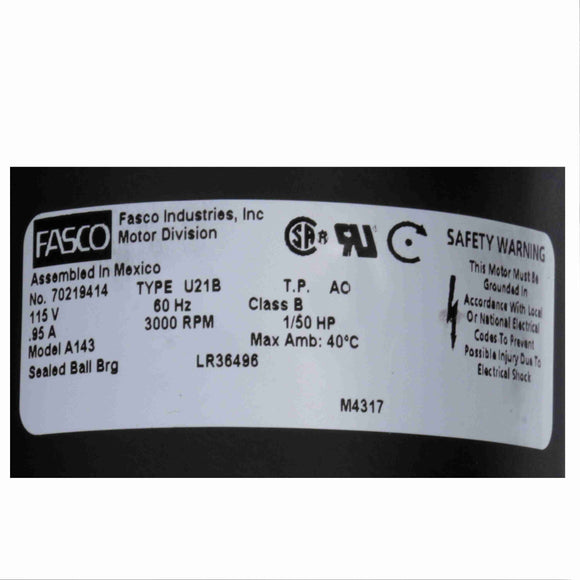 FASCO
Fasco Industries, Inc
Motor Division
Assembled In Mexico
No. 70219414 TYPE U21B T.P. AO
115 V 60 Hz Class B
.95 A 3000 RPM 1/50 HP
Model A143 Max Amb: 40°C
Sealed Ball Brg LR36496
M4317
SA R
RU
SAFETY WARNING
This Motor Must Be
Grounded In
Accordance With Local
Or National Electrical
Codes To Prevent
Possible Injury Due To
Electrical Shock